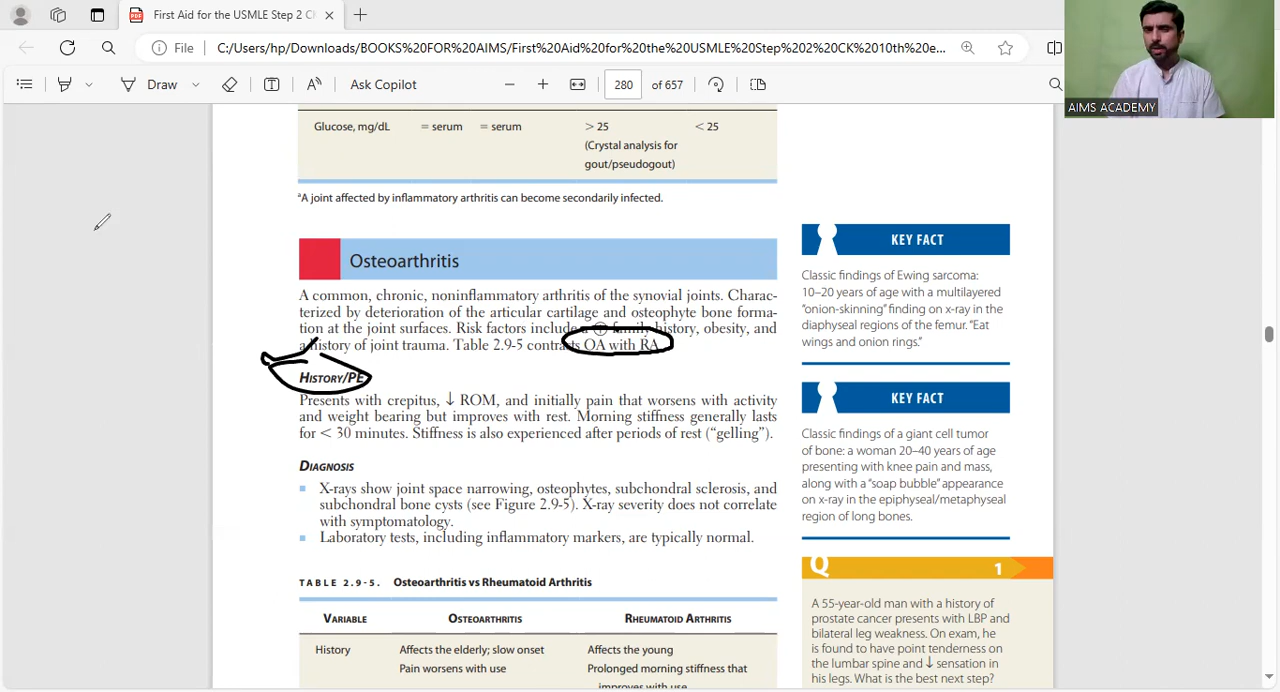 First Aid for the USMLE Step 2 C
File
C:/Users/hp/Downloads/BOOKS%20FOR%20AIMS/First%20Aid%20for%20the%20USMLE%20Step%202%20CK%2010th%20e...
Draw
Ask Copilot
280 of 657
AIMS ACADEMY
Glucose, mg/dL = serum = serum > 25 < 25
(Crystal analysis for
gout/pseudogout)
aA joint affected by inflammatory arthritis can become secondarily infected.
Osteoarthritis
A common, chronic, noninflammatory arthritis of the synovial joints. Charac-
terized by deterioration of the articular cartilage and osteophyte bone forma-
tion at the joint surfaces. Risk factors include a ⊕ family history, obesity, and
a history of joint trauma. Table 2.9-5 contrasts OA with RA.
HISTORY/PE
Presents with crepitus, ↓ ROM, and initially pain that worsens with activity
and weight bearing but improves with rest. Morning stiffness generally lasts
for < 30 minutes. Stiffness is also experienced after periods of rest (“gelling”).
DIAGNOSIS
X-rays show joint space narrowing, osteophytes, subchondral sclerosis, and
subchondral bone cysts (see Figure 2.9-5). X-ray severity does not correlate
with symptomatology.
Laboratory tests, including inflammatory markers, are typically normal.
TABLE 2.9-5. Osteoarthritis vs Rheumatoid Arthritis
VARIABLE OSTEOARTHRITIS RHEUMATOID ARTHRITIS
History Affects the elderly; slow onset Affects the young
Pain worsens with use Prolonged morning stiffness that
improves with use
KEY FACT
Classic findings of Ewing sarcoma:
10–20 years of age with a multilayered
“onion-skinning” finding on x-ray in the
diaphyseal regions of the femur. “Eat
wings and onion rings.”
KEY FACT
Classic findings of a giant cell tumor
of bone: a woman 20–40 years of age
presenting with knee pain and mass,
along with a “soap bubble” appearance
on x-ray in the epiphyseal/metaphyseal
region of long bones.
Q 1
A 55-year-old man with a history of
prostate cancer presents with LBP and
bilateral leg weakness. On exam, he
is found to have point tenderness on
the lumbar spine and ↓ sensation in
his legs. What is the best next step?